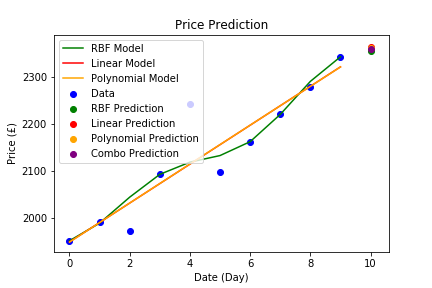 Price Prediction
RBF Model
Linear Model
Polynomial Model
Data
RBF Prediction
Linear Prediction
Polynomial Prediction
Combo Prediction
2300
2200
2100
2000
Price (£)
0 2 4 6 8 10
Date (Day)